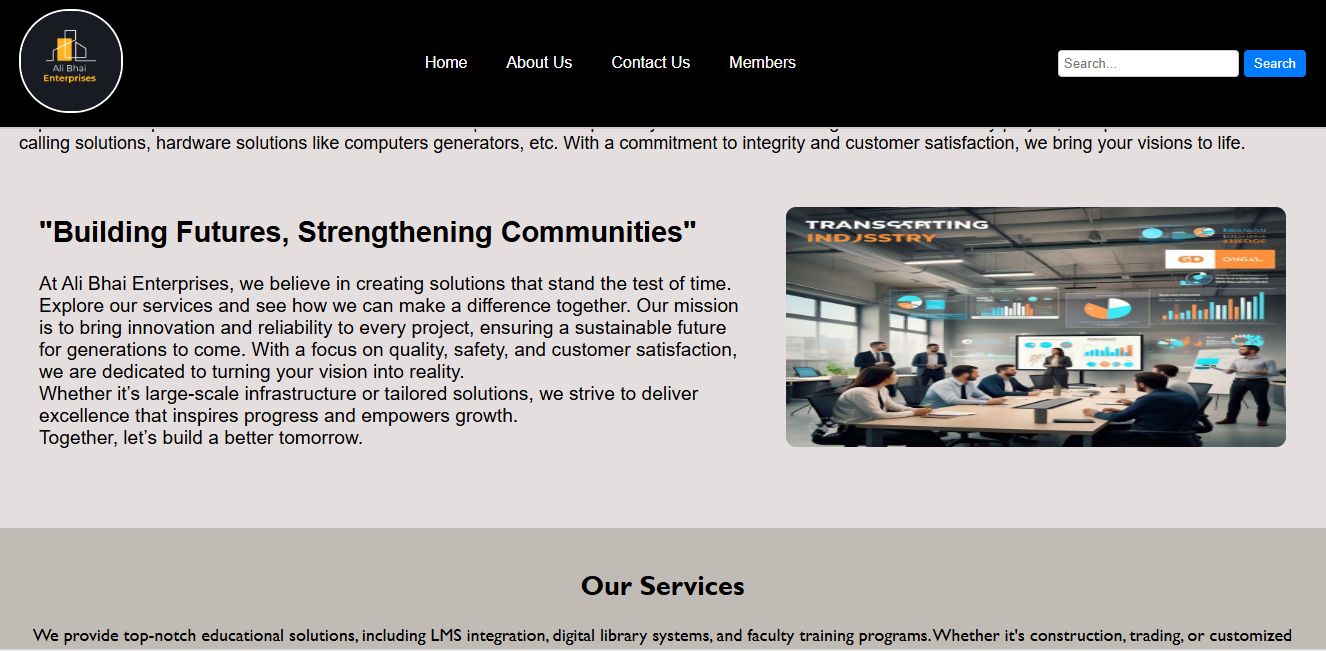 Ali Bhai
Enterprises
Home About Us Contact Us Members
Search...
Search
calling solutions, hardware solutions like computers generators, etc. With a commitment to integrity and customer satisfaction, we bring your visions to life.
"Building Futures, Strengthening Communities"
At Ali Bhai Enterprises, we believe in creating solutions that stand the test of time.
Explore our services and see how we can make a difference together. Our mission
is to bring innovation and reliability to every project, ensuring a sustainable future
for generations to come. With a focus on quality, safety, and customer satisfaction,
we are dedicated to turning your vision into reality.
Whether it’s large-scale infrastructure or tailored solutions, we strive to deliver
excellence that inspires progress and empowers growth.
Together, let’s build a better tomorrow.
INDJSSTRY
GD
Our Services
We provide top-notch educational solutions, including LMS integration, digital library systems, and faculty training programs. Whether it's construction, trading, or customized